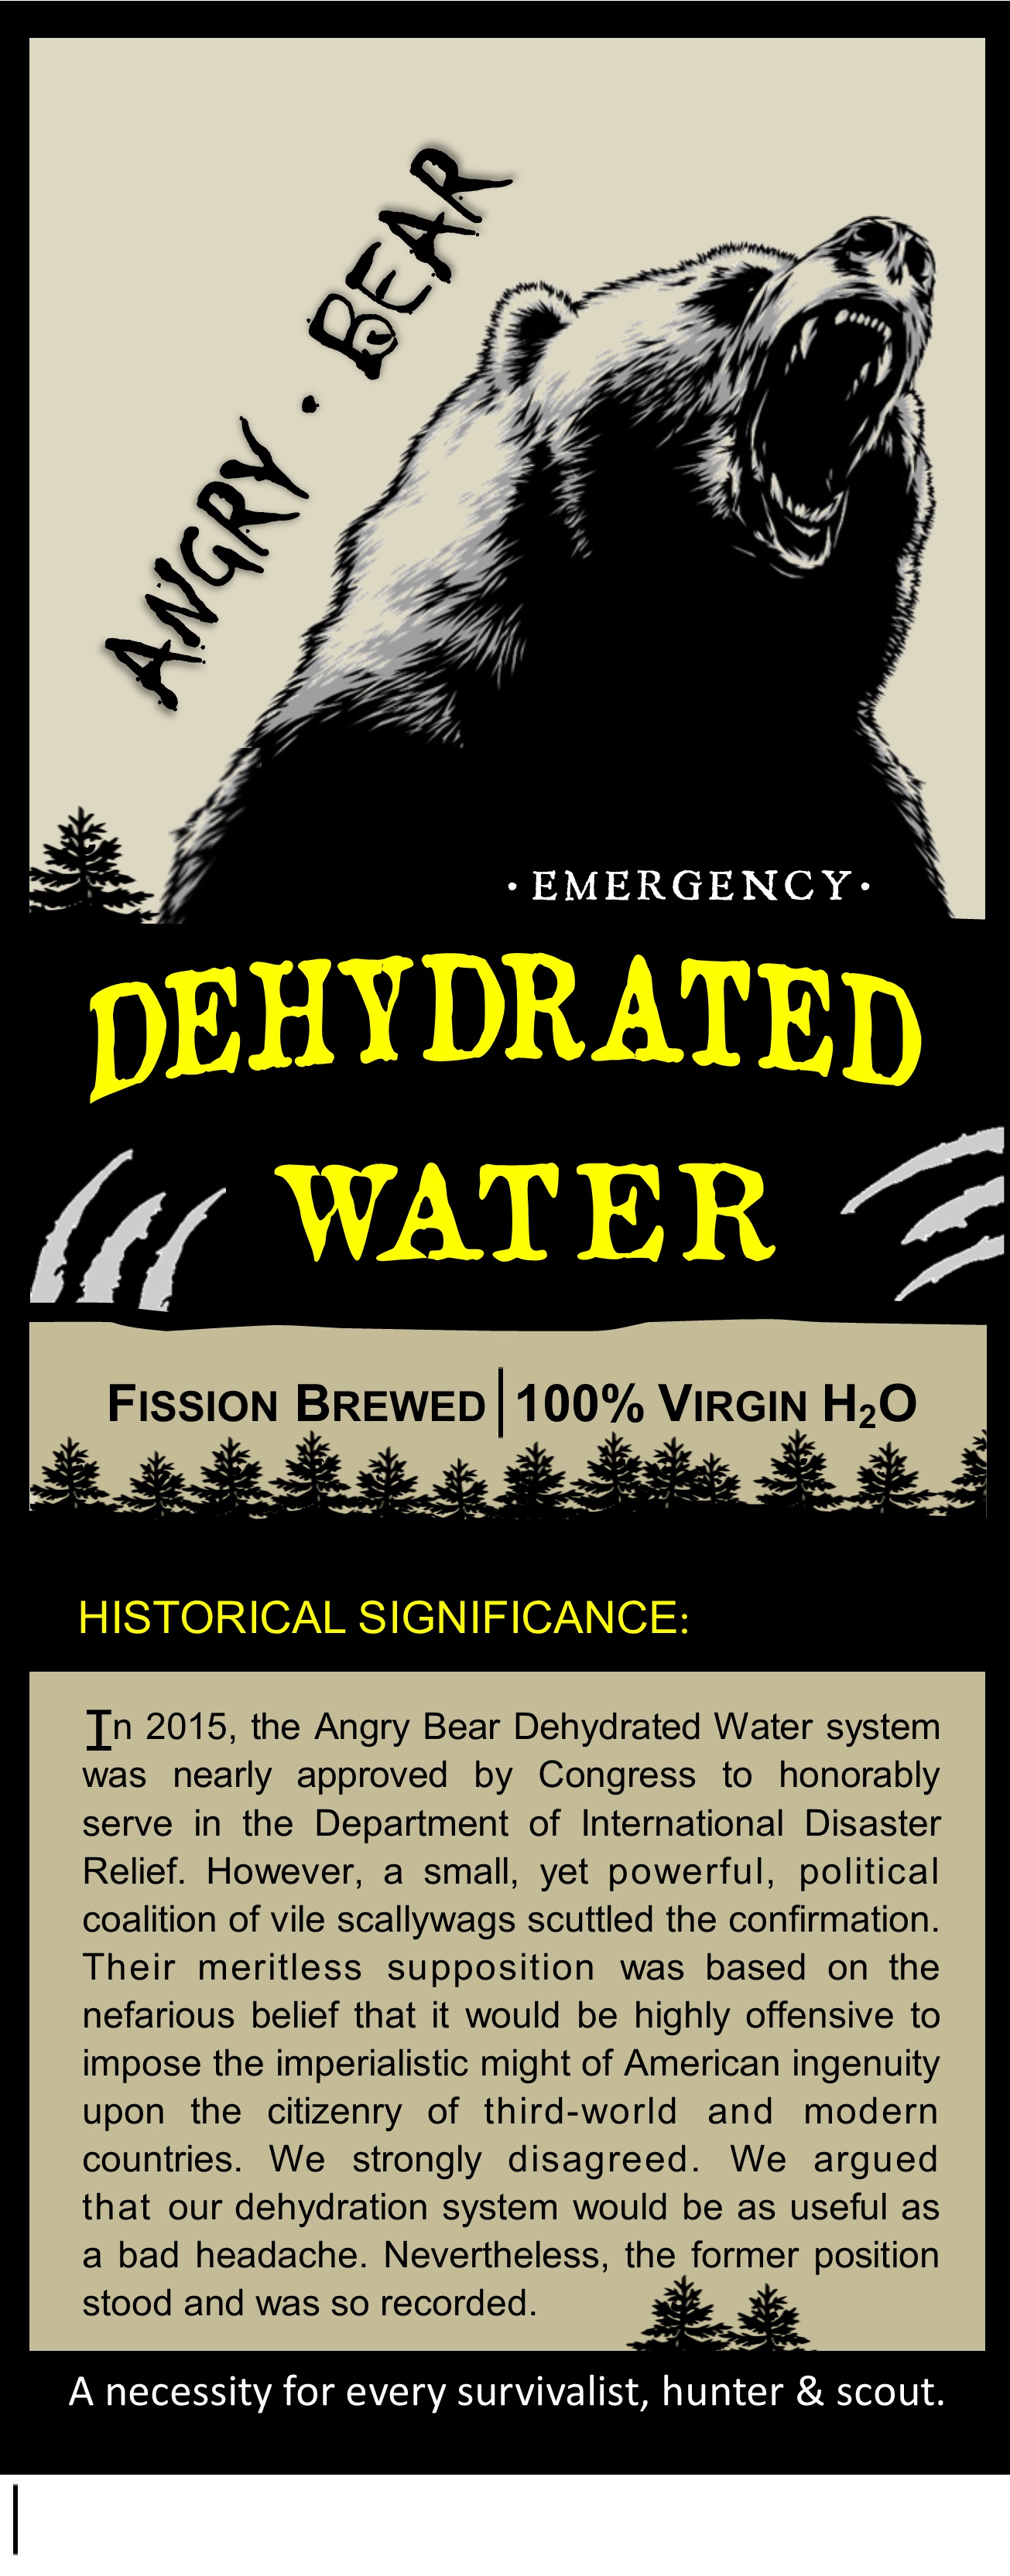 ANGRY · BEAR
· EMERGENCY ·
DEHYDRATED
WATER
FISSION BREWED | 100% VIRGIN H₂O
HISTORICAL SIGNIFICANCE:
In 2015, the Angry Bear Dehydrated Water system
was nearly approved by Congress to honorably
serve in the Department of International Disaster
Relief. However, a small, yet powerful, political
coalition of vile scallywags scuttled the confirmation.
Their meritless supposition was based on the
nefarious belief that it would be highly offensive to
impose the imperialistic might of American ingenuity
upon the citizenry of third-world and modern
countries. We strongly disagreed. We argued
that our dehydration system would be as useful as
a bad headache. Nevertheless, the former position
stood and was so recorded.
A necessity for every survivalist, hunter & scout.